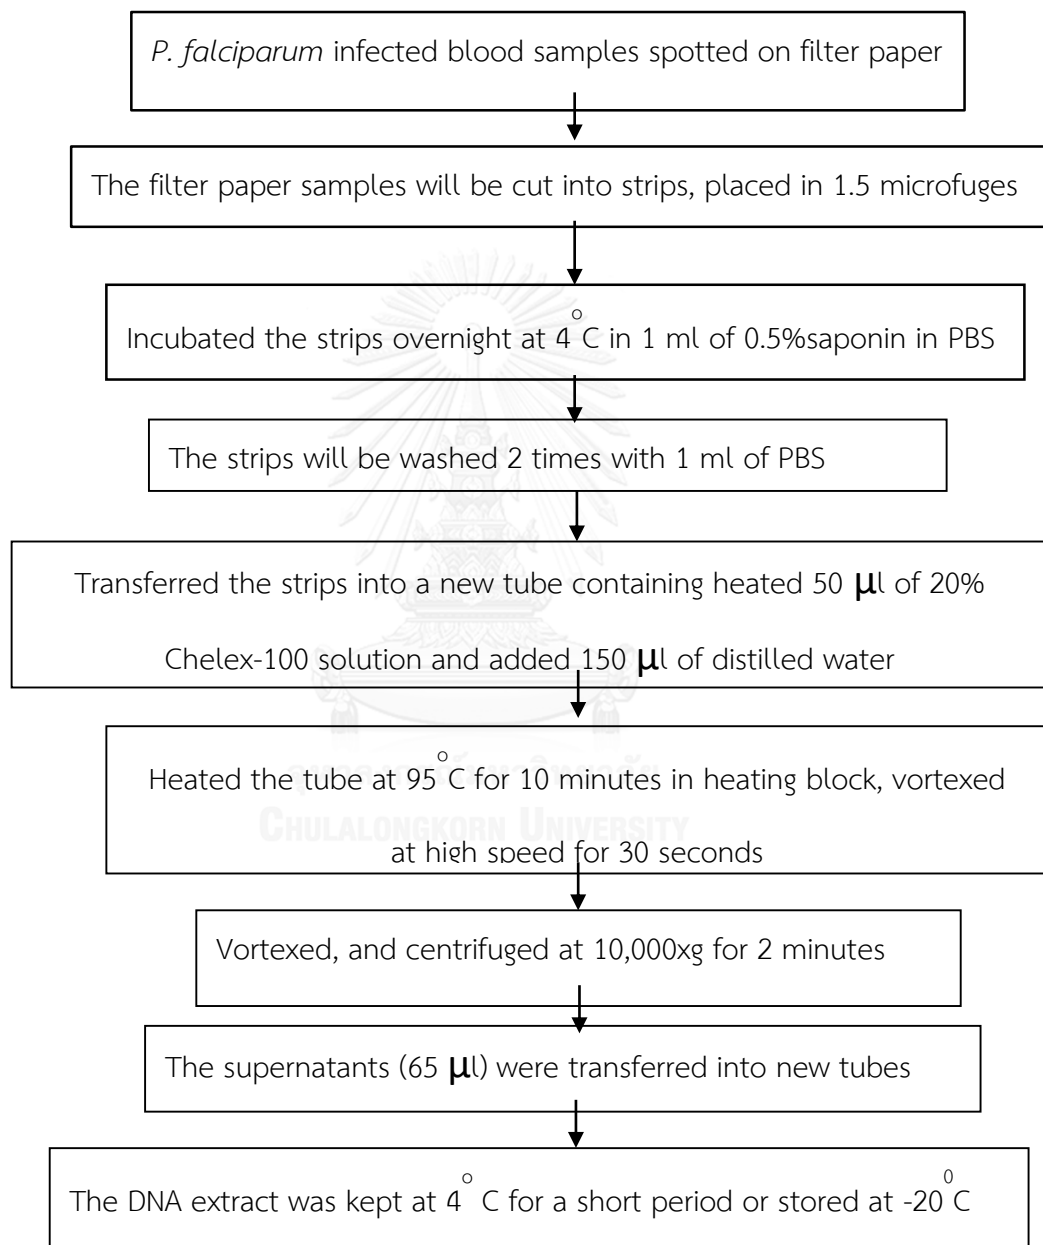 P. falciparum infected blood samples spotted on filter paper
The filter paper samples will be cut into strips, placed in 1.5 microfuges
Incubated the strips overnight at 4°C in 1 ml of 0.5%saponin in PBS
The strips will be washed 2 times with 1 ml of PBS
Transferred the strips into a new tube containing heated 50 µl of 20%
Chelex-100 solution and added 150 µl of distilled water
Heated the tube at 95°C for 10 minutes in heating block, vortexed
CHULALONGKORN UNIVERSITY
at high speed for 30 seconds
Vortexed, and centrifuged at 10,000xg for 2 minutes
The supernatants (65 µl) were transferred into new tubes
The DNA extract was kept at 4° C for a short period or stored at -20⁰C